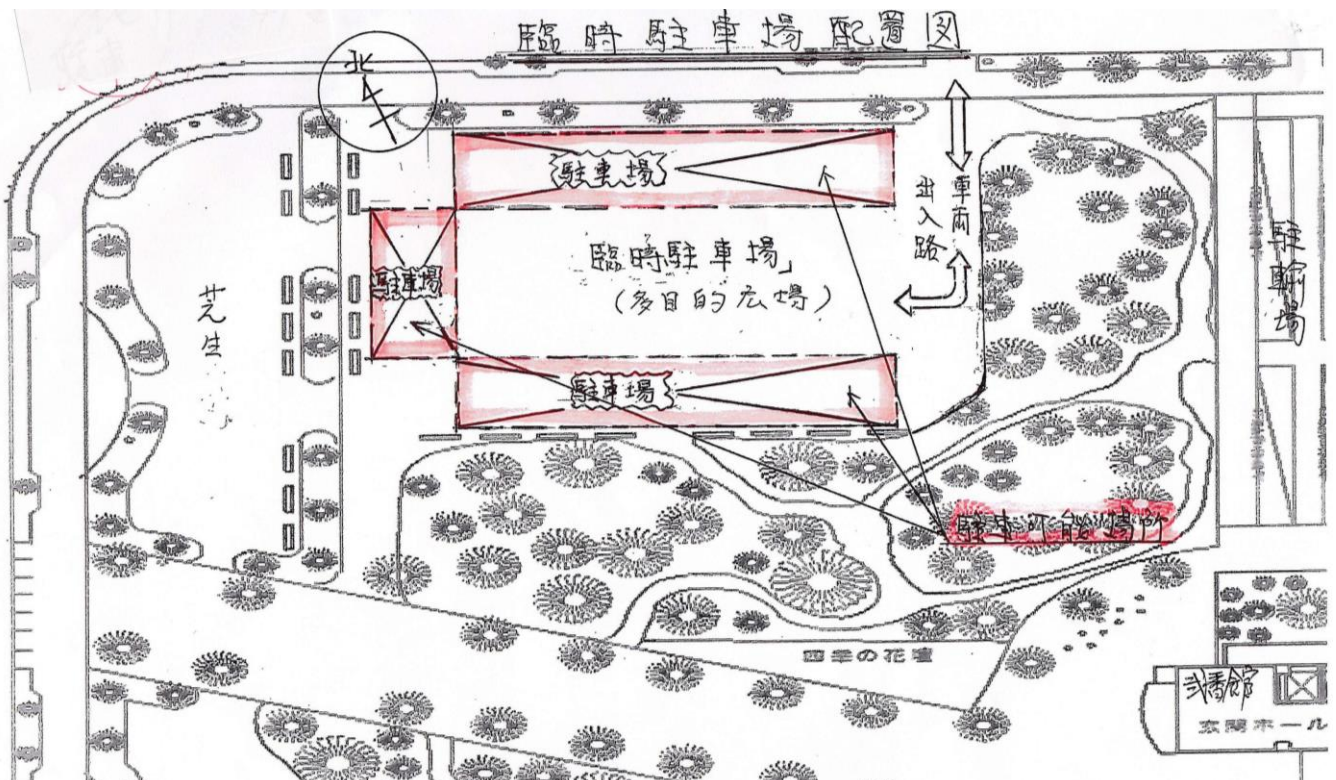 臨時駐車場配置図
北
駐車場
車両
出入路
駐輪場
駐車場
臨時駐車場」
(多目的広場)
芝生
駐車場
駐車可能場所
四季の花壇
弐番館
玄関ホール